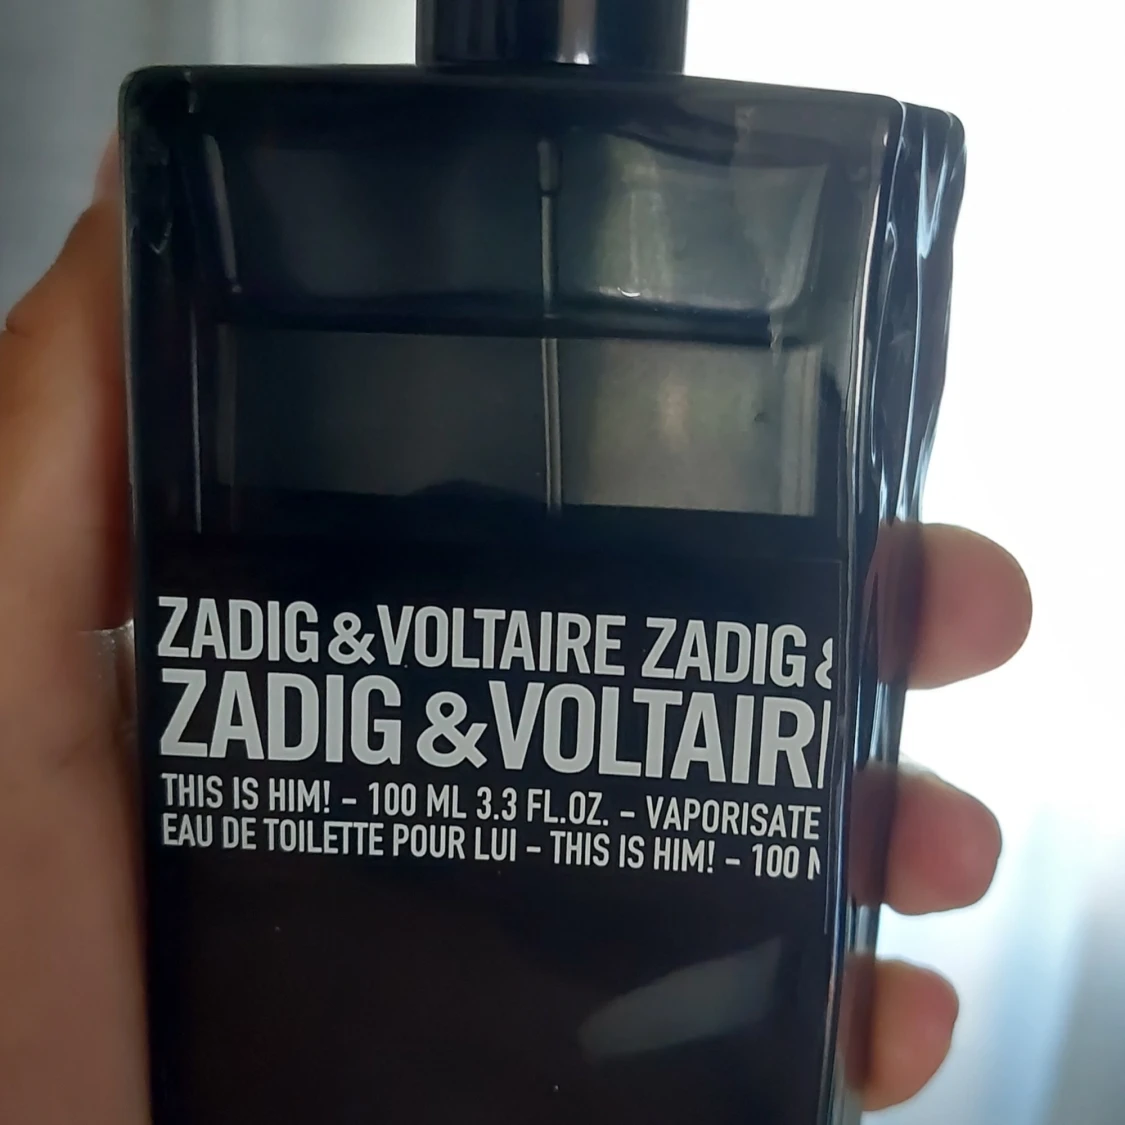 ZADIG &VOLTAIRE ZADIG &
ZADIG &VOLTAIR
THIS IS HIM! – 100 ML 3.3 FL.OZ. – VAPORISATE
EAU DE TOILETTE POUR LUI – THIS IS HIM! – 100